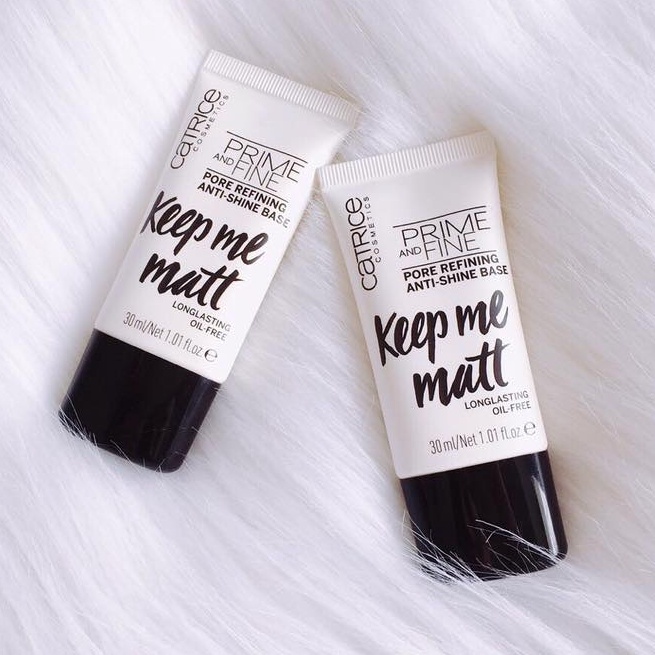 CATRICE
COSMETICS
PRIME
AND FINE
PORE REFINING
ANTI-SHINE BASE
Keep me
matt
LONGLASTING
OIL-FREE
30 ml/Net 1.01 fl.oz. ℮
CATRICE
COSMETICS
PRIME
AND FINE
PORE REFINING
ANTI-SHINE BASE
Keep me
matt
LONGLASTING
OIL-FREE
30 ml/Net 1.01 fl.oz. ℮